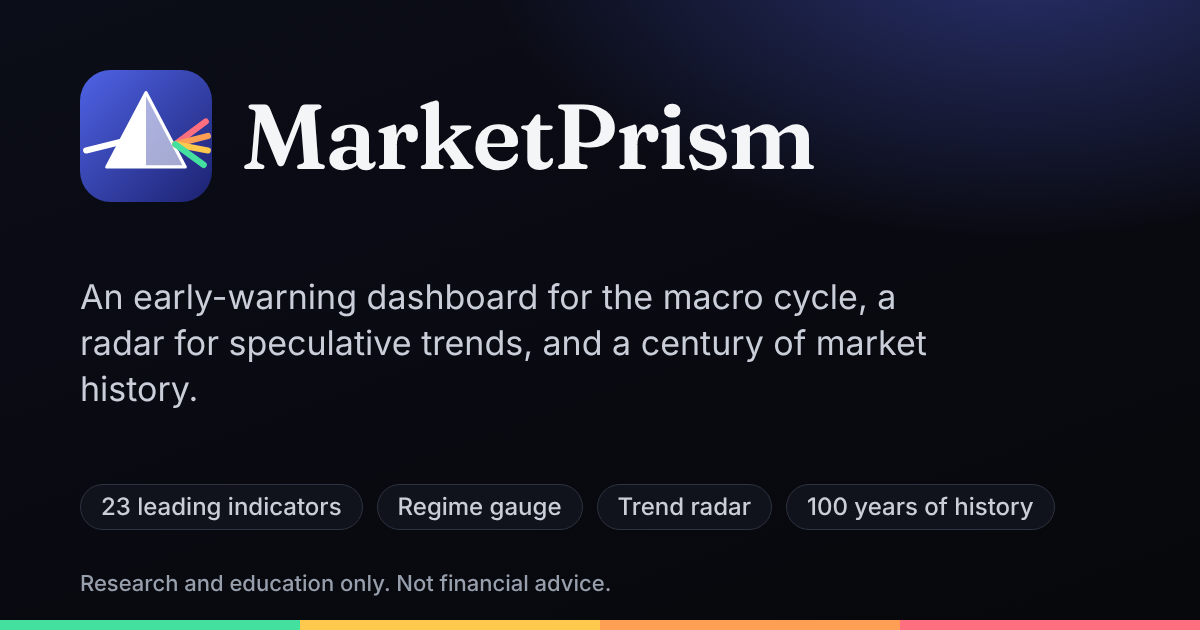 MarketPrism
An early-warning dashboard for the macro cycle, a
radar for speculative trends, and a century of market
history.
23 leading indicators
Regime gauge
Trend radar
100 years of history
Research and education only. Not financial advice.